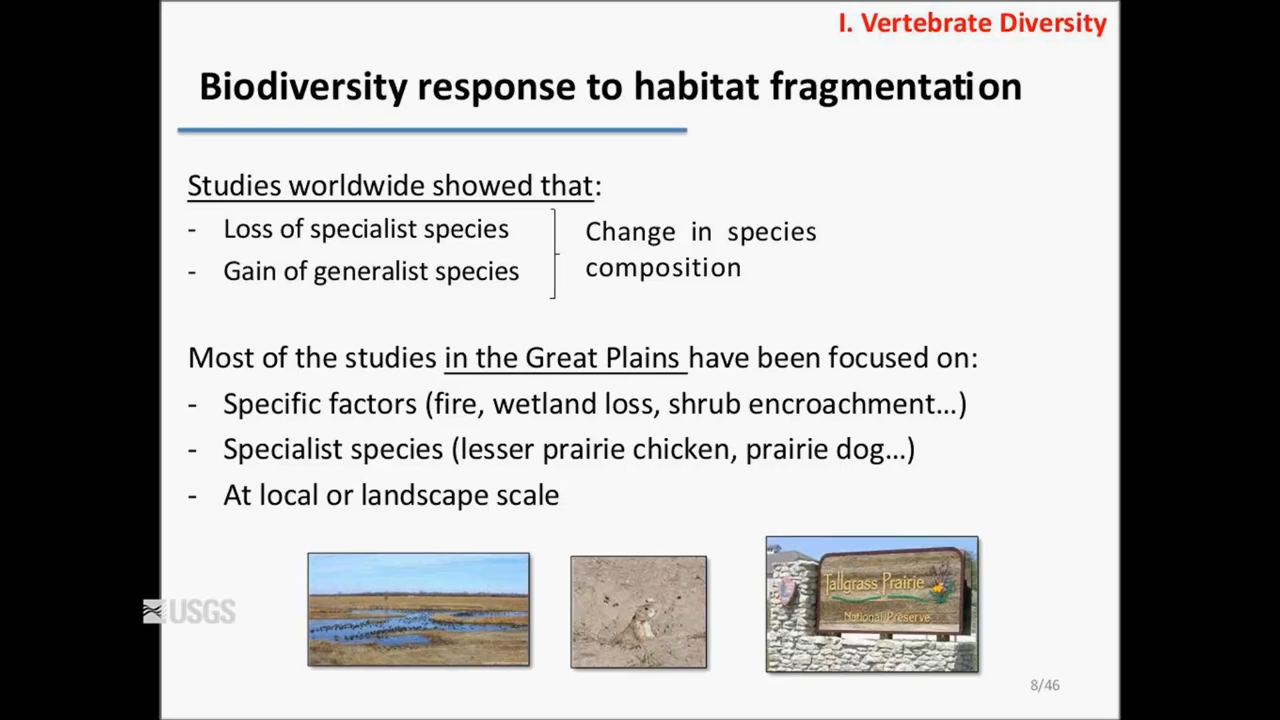 I. Vertebrate Diversity
Biodiversity response to habitat fragmentation
Studies worldwide showed that:
- Loss of specialist species
- Gain of generalist species
Change in species
composition
Most of the studies in the Great Plains have been focused on:
- Specific factors (fire, wetland loss, shrub encroachment…)
- Specialist species (lesser prairie chicken, prairie dog…)
- At local or landscape scale
Tallgrass Prairie
National Preserve
USGS
8/46